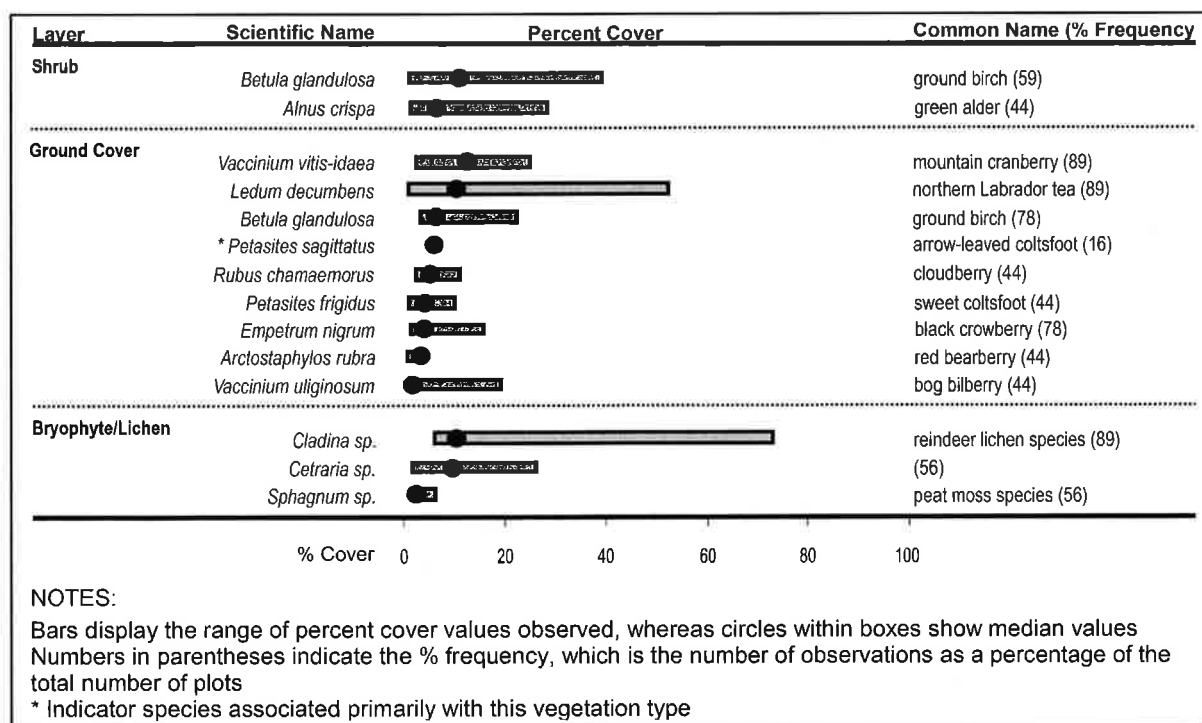 Layer Scientific Name Percent Cover Common Name (% Frequency
Shrub
Betula glandulosa ground birch (59)
Alnus crispa green alder (44)
Ground Cover
Vaccinium vitis-idaea mountain cranberry (89)
Ledum decumbens northern Labrador tea (89)
Betula glandulosa ground birch (78)
* Petasites sagittatus arrow-leaved coltsfoot (16)
Rubus chamaemorus cloudberry (44)
Petasites frigidus sweet coltsfoot (44)
Empetrum nigrum black crowberry (78)
Arctostaphylos rubra red bearberry (44)
Vaccinium uliginosum bog bilberry (44)
Bryophyte/Lichen
Cladina sp. reindeer lichen species (89)
Cetraria sp. (56)
Sphagnum sp. peat moss species (56)
% Cover 0 20 40 60 80 100
NOTES:
Bars display the range of percent cover values observed, whereas circles within boxes show median values
Numbers in parentheses indicate the % frequency, which is the number of observations as a percentage of the
total number of plots
* Indicator species associated primarily with this vegetation type